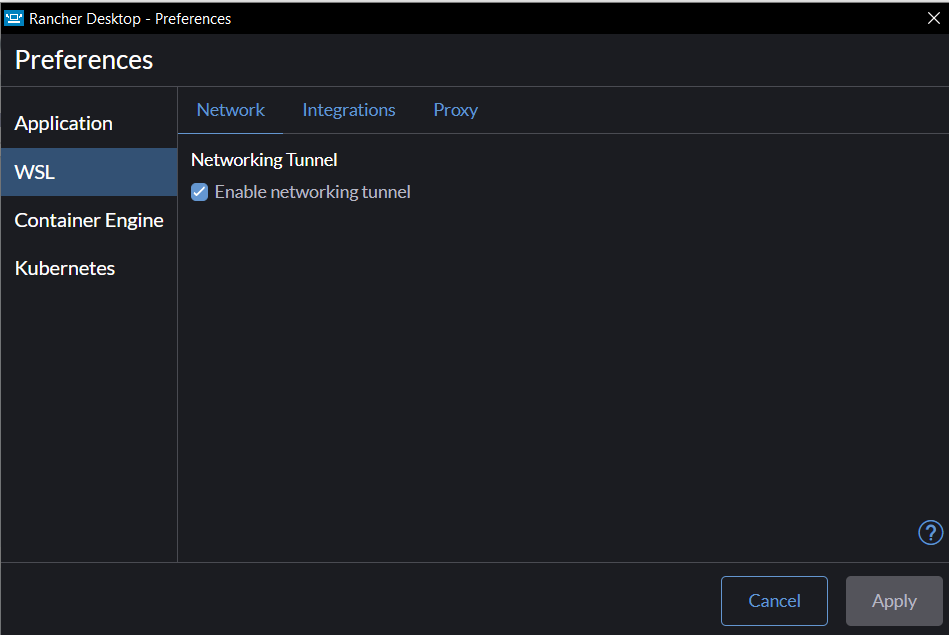 Rancher Desktop - Preferences
Preferences
Application
WSL
Container Engine
Kubernetes
Network Integrations Proxy
Networking Tunnel
Enable networking tunnel
?
Cancel Apply